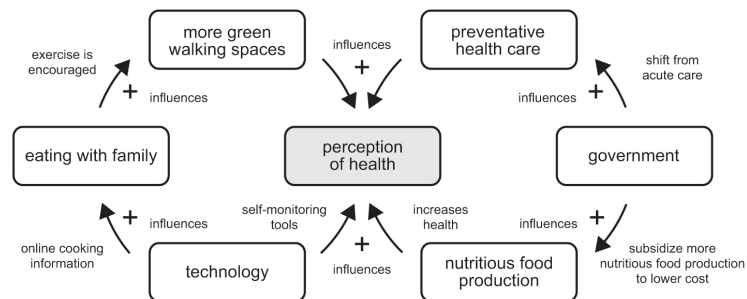 more green
walking spaces
preventative
health care
exercise is
encouraged
influences
+
shift from
acute care
+
influences
influences
+
eating with family
perception
of health
government
+
influences
self-monitoring
tools
increases
health
influences
+
online cooking
information
technology
+
influences
nutritious food
production
subsidize more
nutritious food production
to lower cost